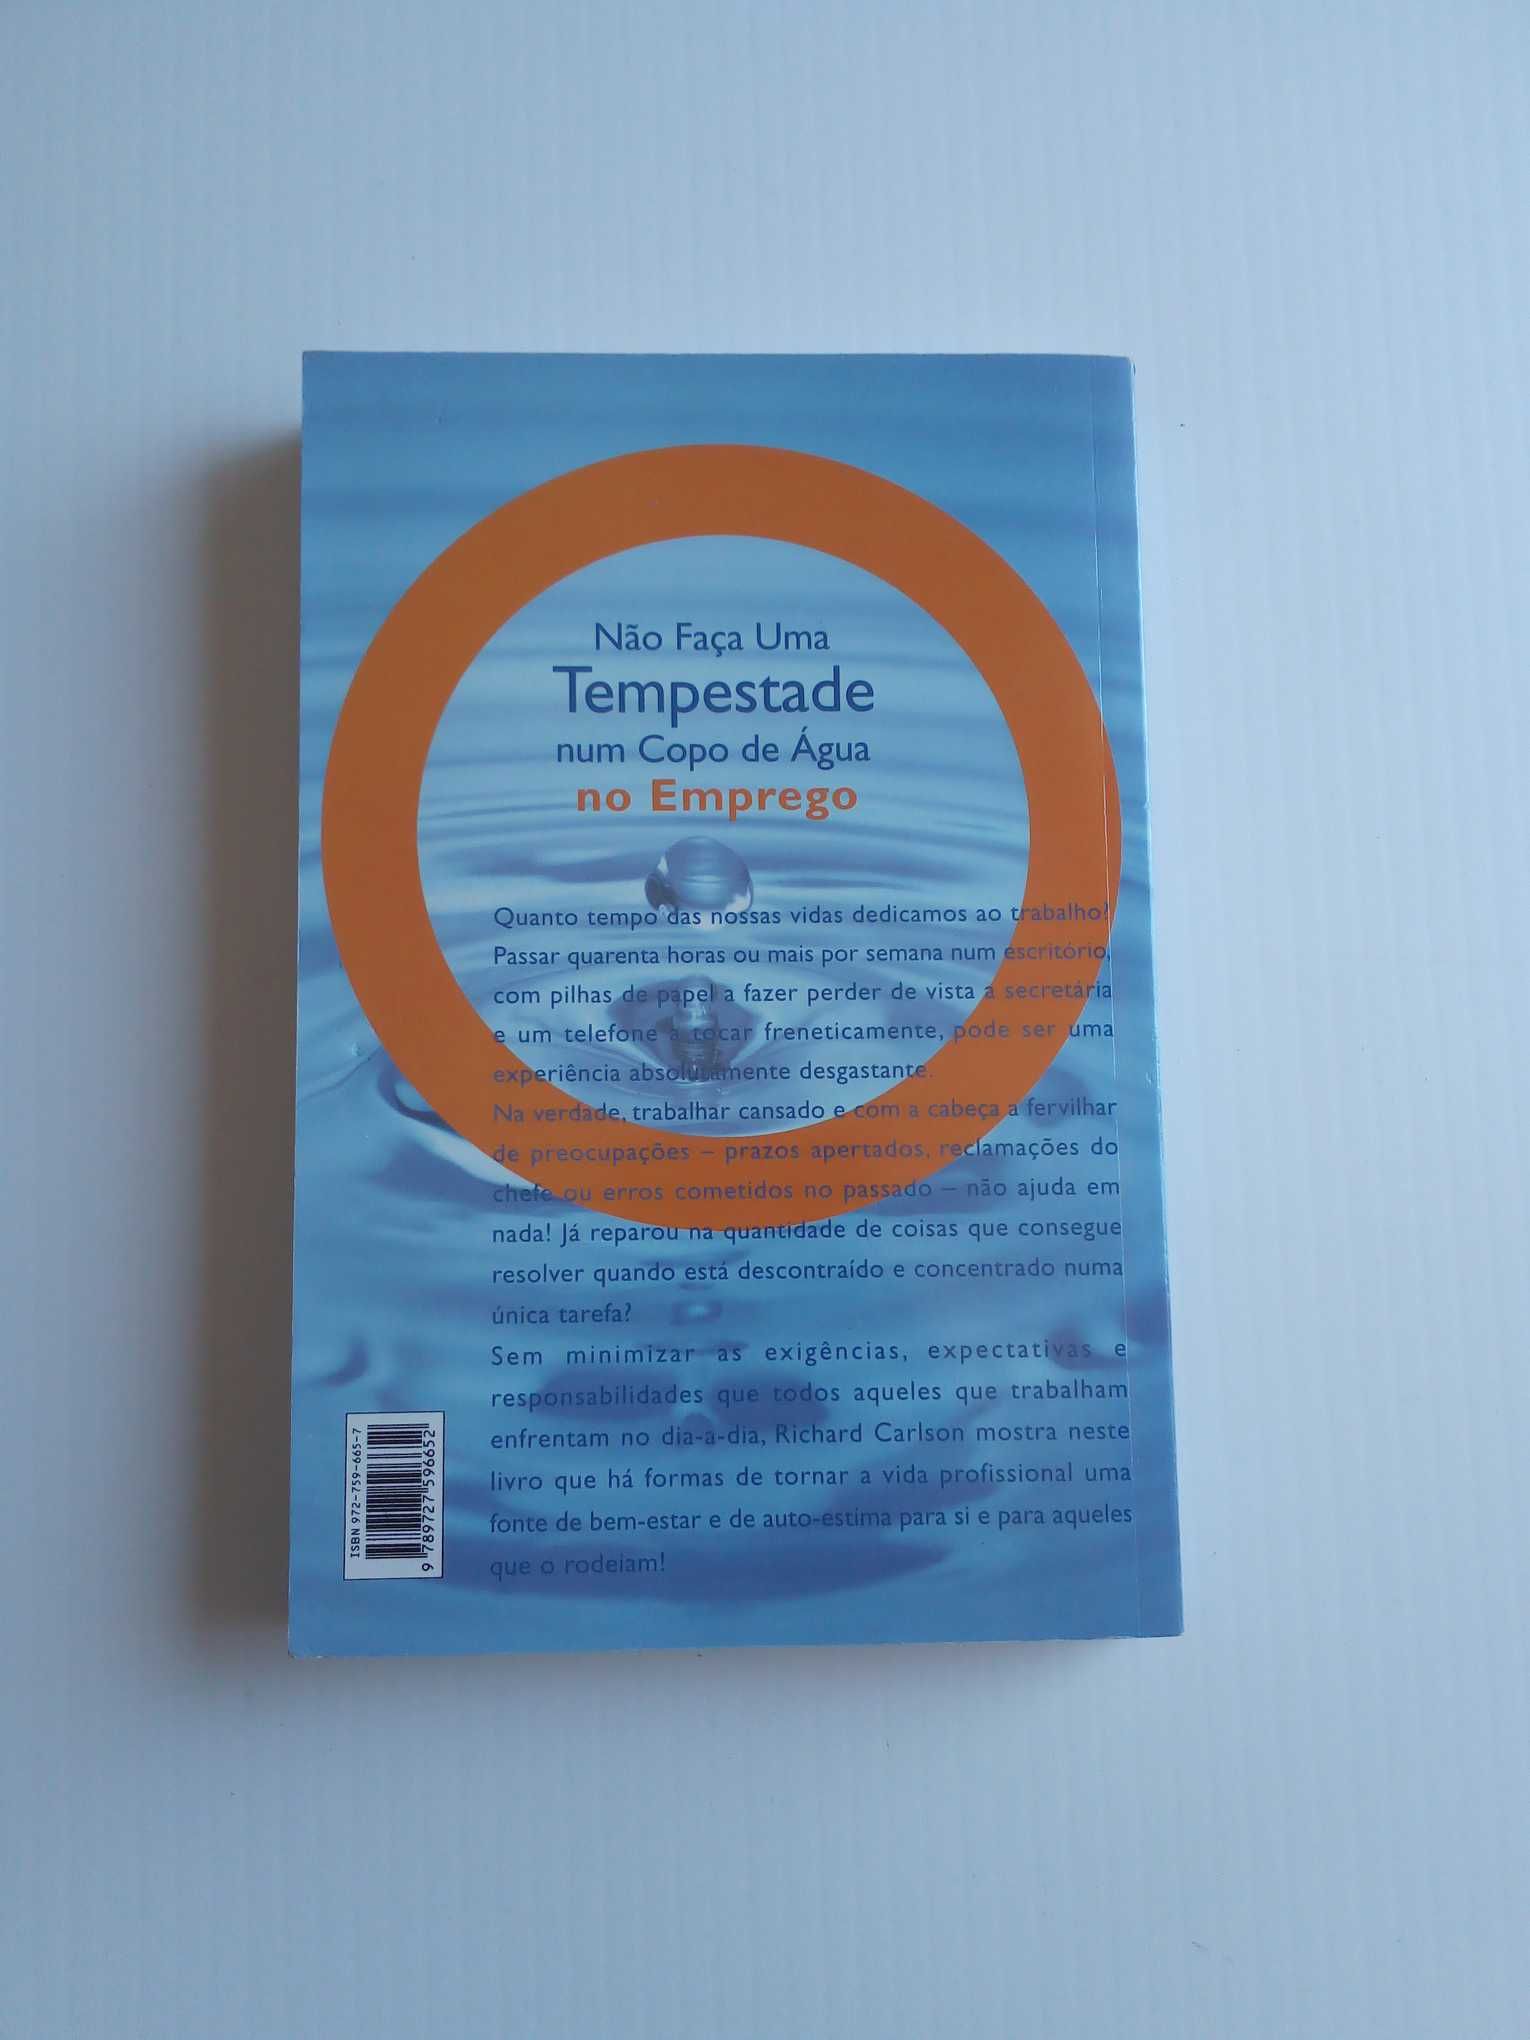 Não Faça Uma
Tempestade
num Copo de Água
no Emprego
Quanto tempo das nossas vidas dedicamos ao trabalho?
Passar quarenta horas ou mais por semana num escritório,
com pilhas de papel a fazer perder de vista a secretária
e um telefone a tocar freneticamente, pode ser uma
experiência absolutamente desgastante.
Na verdade, trabalhar cansado e com a cabeça a fervilhar
de preocupações – prazos apertados, reclamações do
chefe ou erros cometidos no passado – não ajuda em
nada! Já reparou na quantidade de coisas que consegue
resolver quando está descontraído e concentrado numa
única tarefa?
Sem minimizar as exigências, expectativas e
responsabilidades que todos aqueles que trabalham
enfrentam no dia-a-dia, Richard Carlson mostra neste
livro que há formas de tornar a vida profissional uma
fonte de bem-estar e de auto-estima para si e para aqueles
que o rodeiam!
ISBN 972-759-665-7
9 789727 596652